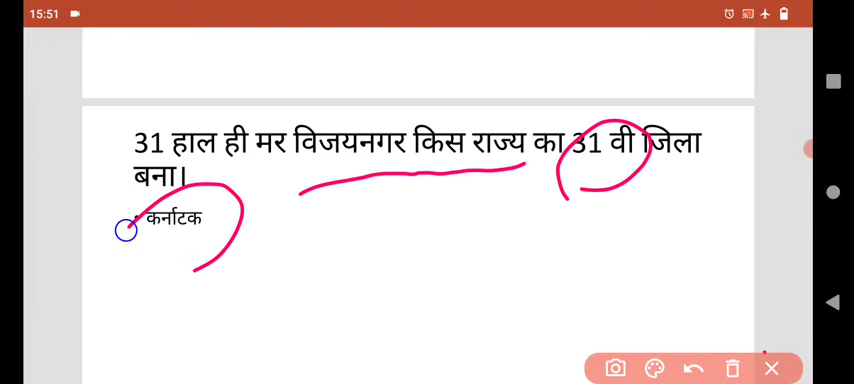 15:51
31 हाल ही मर विजयनगर किस राज्य का 31 वी जिला
बना।
• कर्नाटक